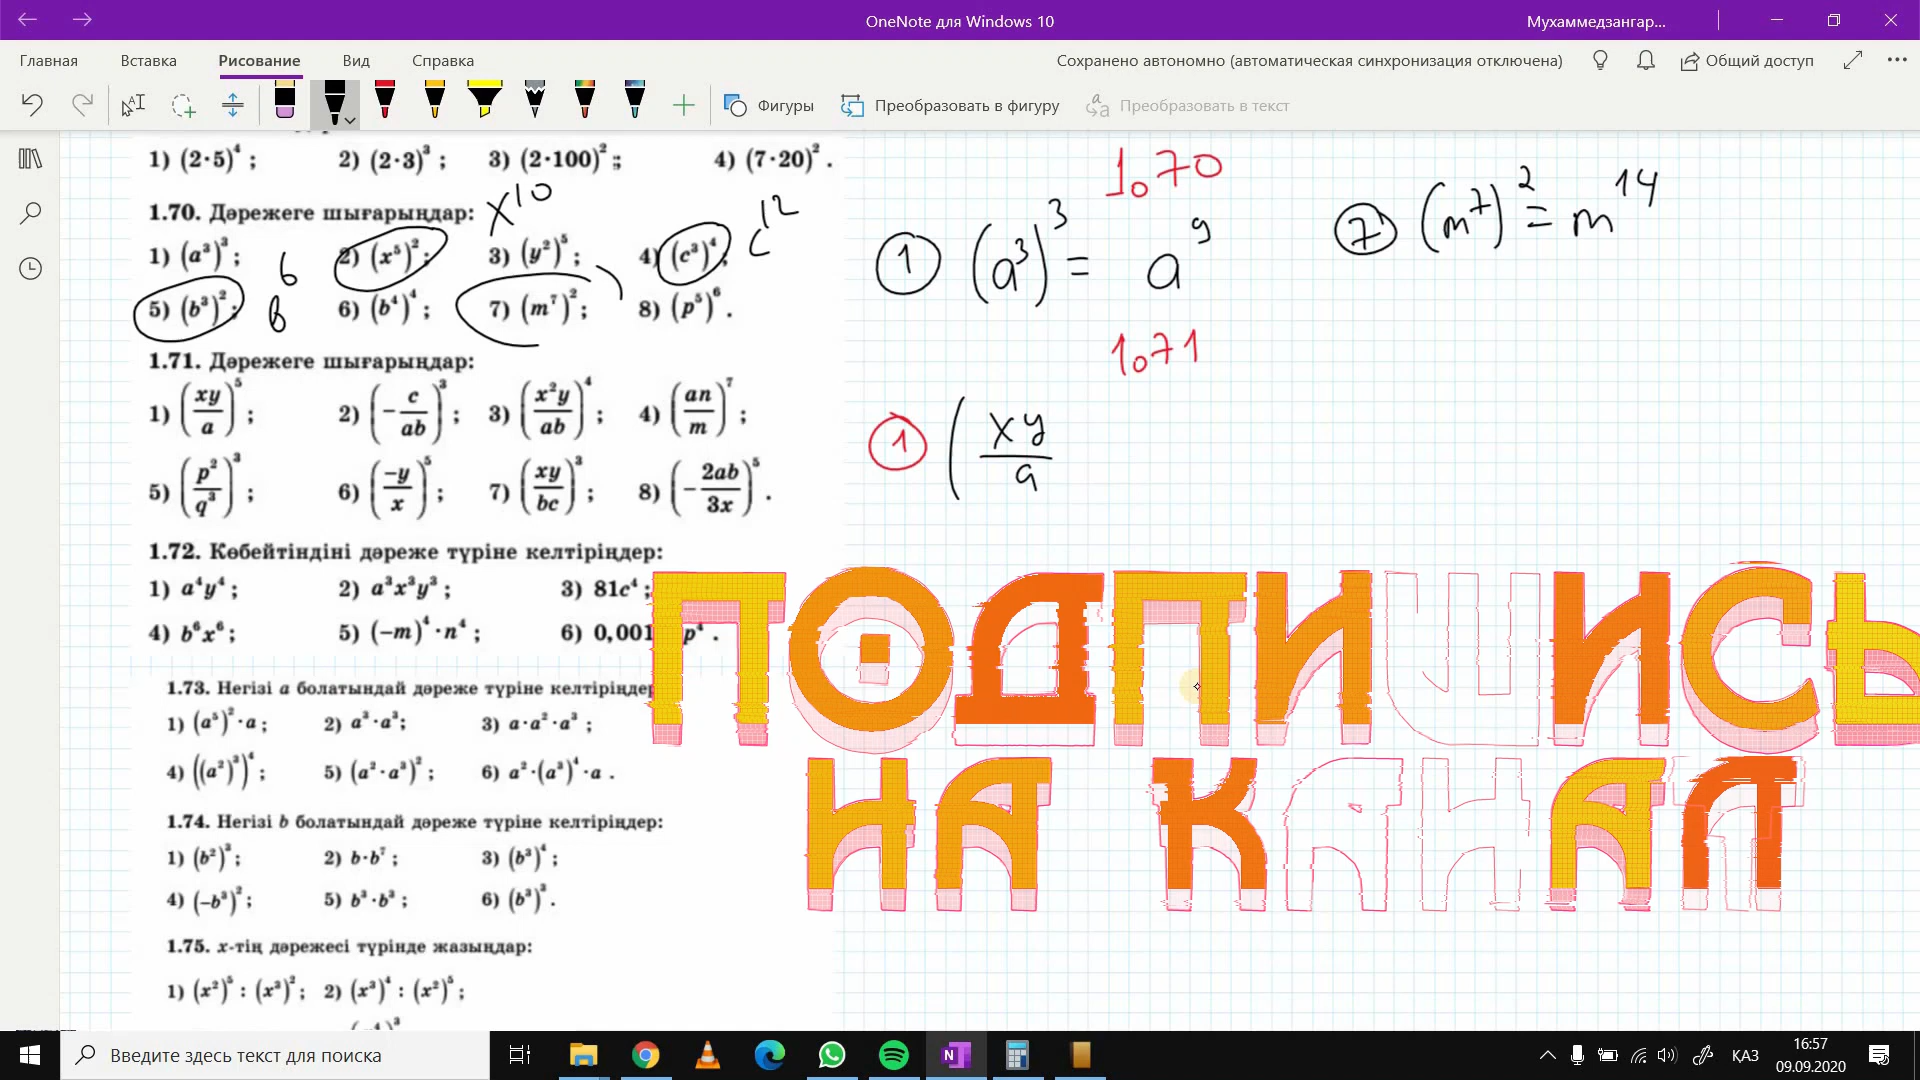 OneNote для Windows 10
Мухаммедзангар...
Главная Вставка Рисование Вид Справка
Сохранено автономно (автоматическая синхронизация отключена)
Общий доступ
Фигуры Преобразовать в фигуру Преобразовать в текст
1) (2·5)⁴ ; 2) (2·3)³ ; 3) (2·100)² ; 4) (7·20)² .
1.70. Дәрежеге шығарыңдар: x¹⁰
1) (a³)³ ; 2) (x⁵)² ; 3) (y²)⁵ ; 4) (c³)⁴ ; c¹²
5) (b³)² ; b⁶ 6) (b⁴)⁴ ; 7) (m⁷)² ; 8) (p⁵)⁶ .
1.71. Дәрежеге шығарыңдар:
1) (xy/a)⁵ ; 2) (−c/ab)³ ; 3) (x²y/ab)⁴ ; 4) (an/m)⁷ ;
5) (p²/q³)³ ; 6) (−y/x)⁵ ; 7) (xy/bc)³ ; 8) (−2ab/3x)⁵ .
1.72. Көбейтіндіні дәреже түріне келтіріңдер:
1) a⁴y⁴ ; 2) a³x³y³ ; 3) 81c⁴ ;
4) b⁶x⁶ ; 5) (−m)⁴ · n⁴ ; 6) 0,001 p⁴ .
1.73. Негізі a болатындай дәреже түріне келтіріңдер
1) (a⁵)² · a ; 2) a³ · a³ ; 3) a · a² · a³ ;
4) ((a²)³)⁴ ; 5) (a² · a³)² ; 6) a² · (a³)⁴ · a .
1.74. Негізі b болатындай дәреже түріне келтіріңдер:
1) (b²)³ ; 2) b · b⁷ ; 3) (b³)⁴ ;
4) (−b³)² ; 5) b³ · b³ ; 6) (b³)³ .
1.75. x-тің дәрежесі түрінде жазыңдар:
1) (x²)⁵ : (x³)² ; 2) (x³)⁴ : (x²)⁵ ;
1.70
1 (a³)³ = a⁹
7 (m⁷)² = m¹⁴
1.71
1 (xy/a
ПОДПИШИСЬ
НА КАНАЛ
Введите здесь текст для поиска
ҚАЗ
16:57
09.09.2020